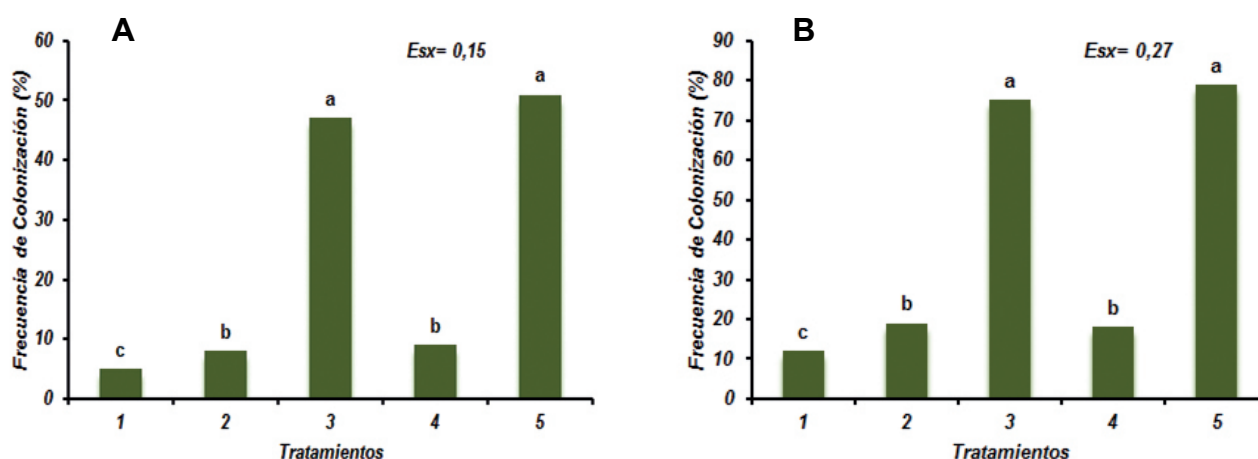 A
Esx= 0,15
Frecuencia de Colonización (%)
60
50
40
30
20
10
0
c
b
a
b
a
1 2 3 4 5
Tratamientos
B
Esx= 0,27
Frecuencia de Colonización (%)
90
80
70
60
50
40
30
20
10
0
c
b
a
b
a
1 2 3 4 5
Tratamientos